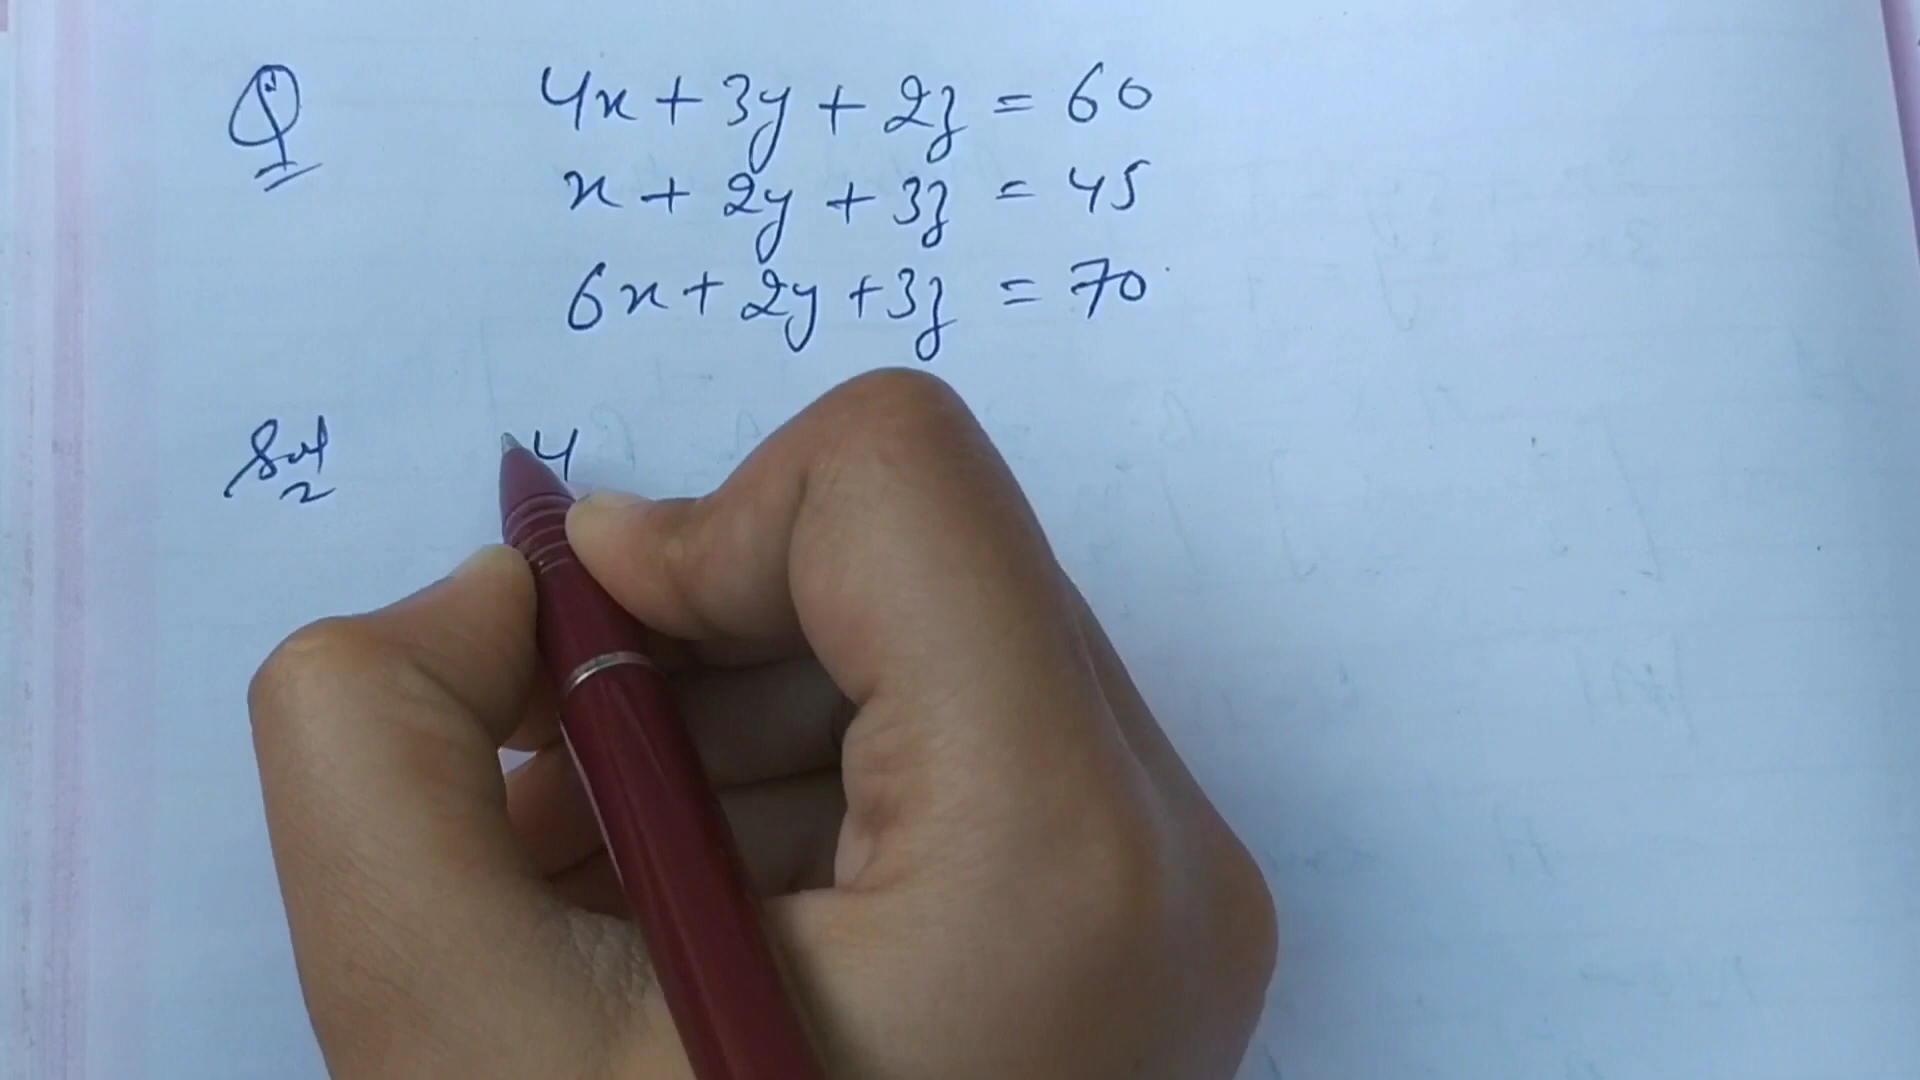 Q 4x + 3y + 2z = 60
x + 2y + 3z = 45
6x + 2y + 3z = 70
Sol 4